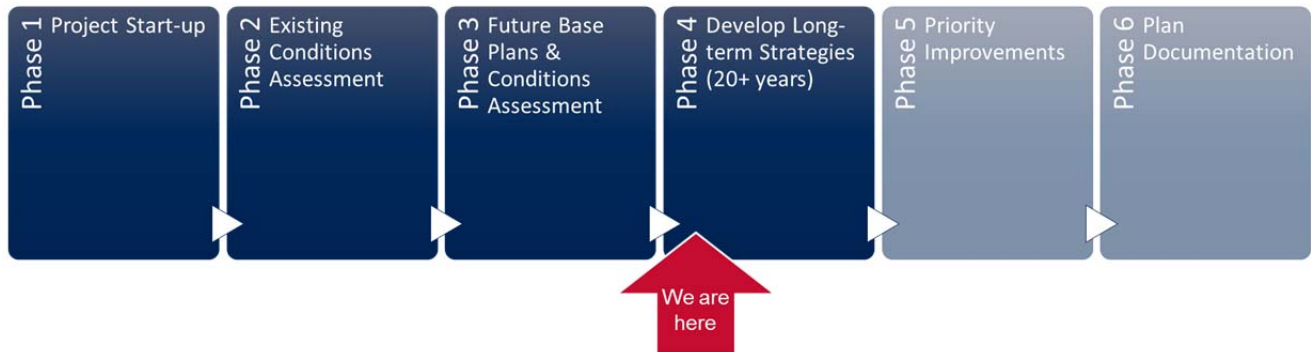 Phase 1
Project Start-up
Phase 2
Existing
Conditions
Assessment
Phase 3
Future Base
Plans &
Conditions
Assessment
Phase 4
Develop Long-
term Strategies
(20+ years)
Phase 5
Priority
Improvements
Phase 6
Plan
Documentation
We are
here